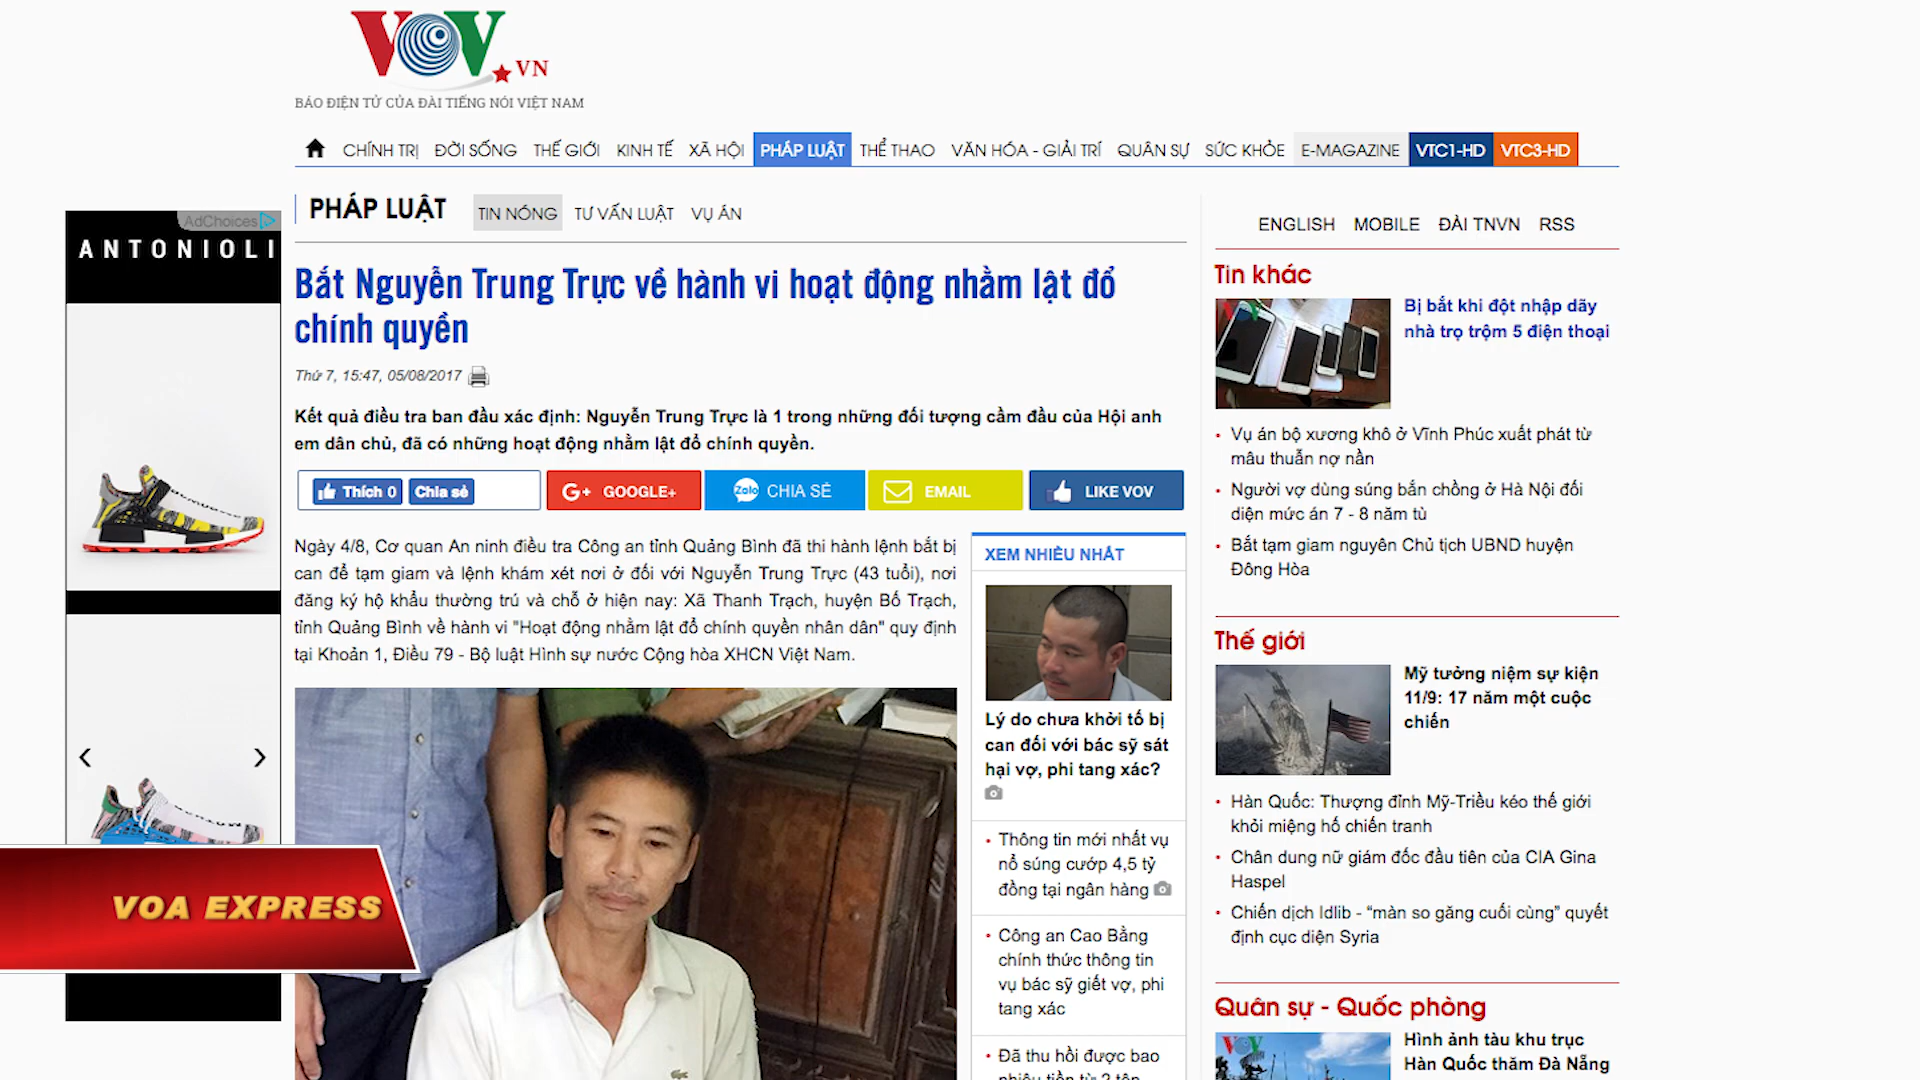 VOV.VN
BÁO ĐIỆN TỬ CỦA ĐÀI TIẾNG NÓI VIỆT NAM
CHÍNH TRỊ ĐỜI SỐNG THẾ GIỚI KINH TẾ XÃ HỘI PHÁP LUẬT THỂ THAO VĂN HÓA - GIẢI TRÍ QUÂN SỰ SỨC KHỎE E-MAGAZINE VTC1-HD VTC3-HD
PHÁP LUẬT TIN NÓNG TƯ VẤN LUẬT VỤ ÁN
AdChoices
ANTONIOLI
Bắt Nguyễn Trung Trực về hành vi hoạt động nhằm lật đổ
chính quyền
Thứ 7, 15:47, 05/08/2017
Kết quả điều tra ban đầu xác định: Nguyễn Trung Trực là 1 trong những đối tượng cầm đầu của Hội anh
em dân chủ, đã có những hoạt động nhằm lật đổ chính quyền.
Thích 0 Chia sẻ G+ GOOGLE+ Zalo CHIA SẺ EMAIL LIKE VOV
Ngày 4/8, Cơ quan An ninh điều tra Công an tỉnh Quảng Bình đã thi hành lệnh bắt bị
can để tạm giam và lệnh khám xét nơi ở đối với Nguyễn Trung Trực (43 tuổi), nơi
đăng ký hộ khẩu thường trú và chỗ ở hiện nay: Xã Thanh Trạch, huyện Bố Trạch,
tỉnh Quảng Bình về hành vi "Hoạt động nhằm lật đổ chính quyền nhân dân" quy định
tại Khoản 1, Điều 79 - Bộ luật Hình sự nước Cộng hòa XHCN Việt Nam.
XEM NHIỀU NHẤT
Lý do chưa khởi tố bị
can đối với bác sỹ sát
hại vợ, phi tang xác?
• Thông tin mới nhất vụ
nổ súng cướp 4,5 tỷ
đồng tại ngân hàng
• Công an Cao Bằng
chính thức thông tin
vụ bác sỹ giết vợ, phi
tang xác
• Đã thu hồi được bao
nhiêu tiền từ 2 tên
ENGLISH MOBILE ĐÀI TNVN RSS
Tin khác
Bị bắt khi đột nhập dãy
nhà trọ trộm 5 điện thoại
• Vụ án bộ xương khô ở Vĩnh Phúc xuất phát từ
mâu thuẫn nợ nần
• Người vợ dùng súng bắn chồng ở Hà Nội đối
diện mức án 7 - 8 năm tù
• Bắt tạm giam nguyên Chủ tịch UBND huyện
Đông Hòa
Thế giới
Mỹ tưởng niệm sự kiện
11/9: 17 năm một cuộc
chiến
• Hàn Quốc: Thượng đỉnh Mỹ-Triều kéo thế giới
khỏi miệng hố chiến tranh
• Chân dung nữ giám đốc đầu tiên của CIA Gina
Haspel
• Chiến dịch Idlib - “màn so găng cuối cùng” quyết
định cục diện Syria
Quân sự - Quốc phòng
VOV
Hình ảnh tàu khu trục
Hàn Quốc thăm Đà Nẵng
VOA EXPRESS